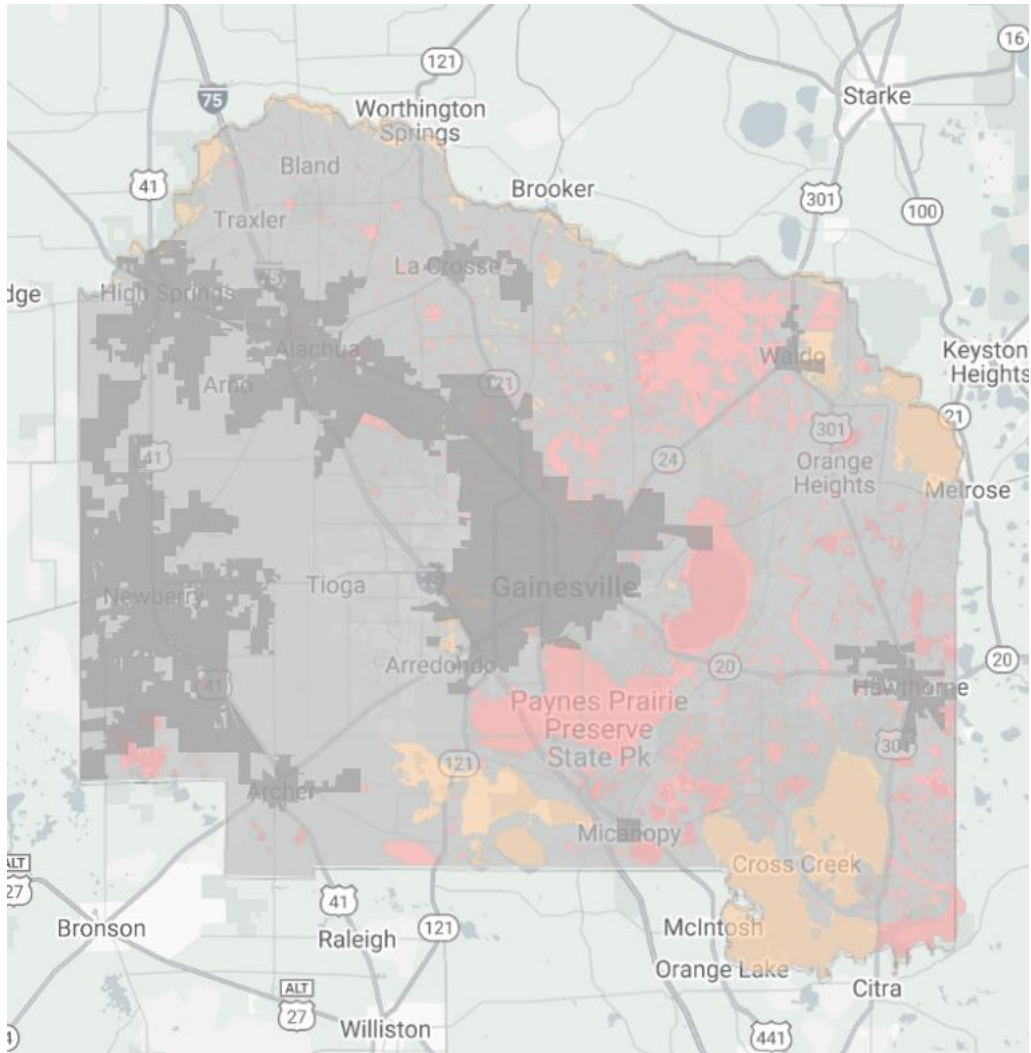 16
121
75
Worthington
Springs
Starke
Bland
41
Brooker
301
100
Traxler
La Crosse
dge
High Springs
75
Alachua
Waldo
Keyston
Heights
Arno
121
21
301
41
24
Orange
Heights
Melrose
Tioga
75
Gainesville
Newberry
Arredondo
20
20
41
Hawthorne
Paynes Prairie
Preserve
State Pk
301
121
Archer
Micanopy
Cross Creek
ALT
27
41
Bronson
Raleigh
121
McIntosh
Orange Lake
Citra
ALT
27
Williston
441
4